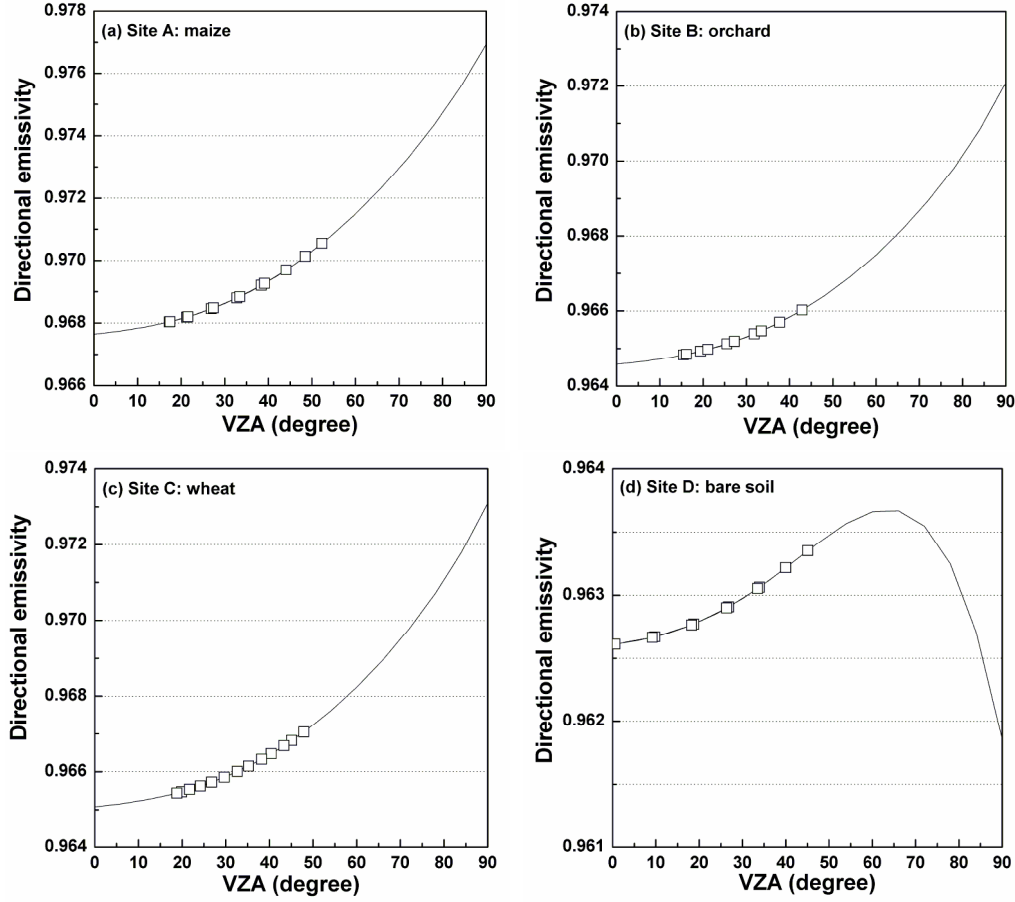 (a) Site A: maize
Directional emissivity
0.978
0.976
0.974
0.972
0.970
0.968
0.966
0 10 20 30 40 50 60 70 80 90
VZA (degree)
(b) Site B: orchard
Directional emissivity
0.974
0.972
0.970
0.968
0.966
0.964
0 10 20 30 40 50 60 70 80 90
VZA (degree)
(c) Site C: wheat
Directional emissivity
0.974
0.972
0.970
0.968
0.966
0.964
0 10 20 30 40 50 60 70 80 90
VZA (degree)
(d) Site D: bare soil
Directional emissivity
0.964
0.963
0.962
0.961
0 10 20 30 40 50 60 70 80 90
VZA (degree)